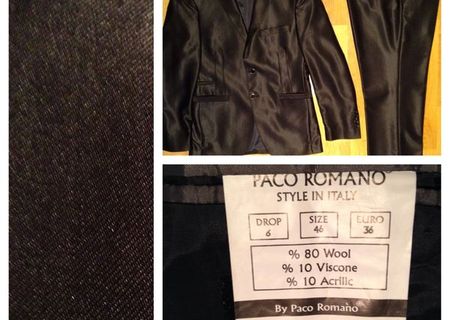 PACO ROMANO
STYLE IN ITALY
DROP SIZE EURO
6 46 36
% 80 Wool
% 10 Viscone
% 10 Acrilic
By Paco Romano